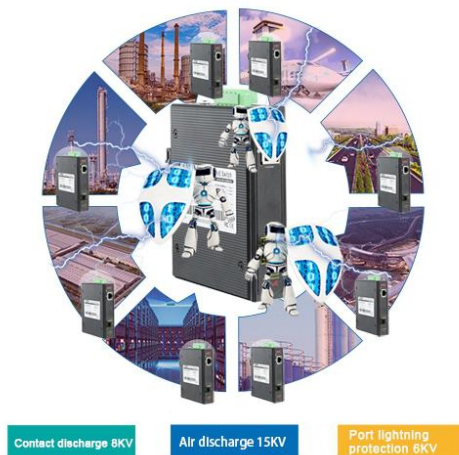 Contact discharge 8KV
Air discharge 15KV
Port lightning
protection 6KV